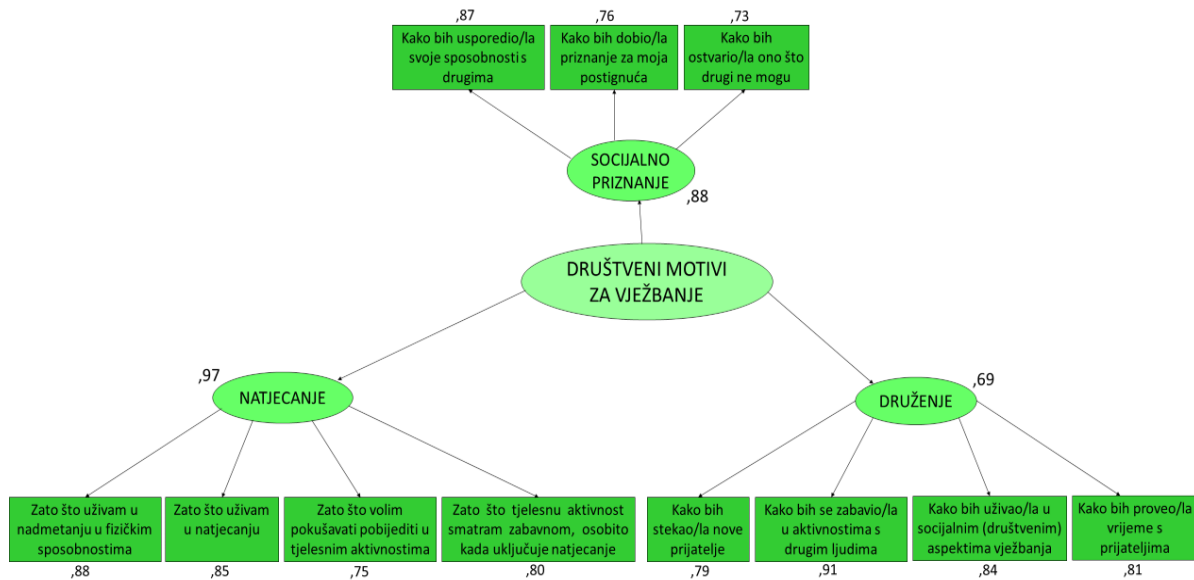 ,87
,76
,73
Kako bih usporedio/la
svoje sposobnosti s
drugima
Kako bih dobio/la
priznanje za moja
postignuća
Kako bih
ostvario/la ono što
drugi ne mogu
SOCIJALNO
PRIZNANJE
,88
DRUŠTVENI MOTIVI
ZA VJEŽBANJE
,97
NATJECANJE
,69
DRUŽENJE
Zato što uživam u
nadmetanju u fizičkim
sposobnostima
Zato što uživam
u natjecanju
Zato što volim
pokušavati pobijediti u
tjelesnim aktivnostima
Zato što tjelesnu aktivnost
smatram zabavnom, osobito
kada uključuje natjecanje
Kako bih
stekao/la nove
prijatelje
Kako bih se zabavio/la
u aktivnostima s
drugim ljudima
Kako bih uživao/la u
socijalnim (društvenim)
aspektima vježbanja
Kako bih proveo/la
vrijeme s
prijateljima
,88
,85
,75
,80
,79
,91
,84
,81